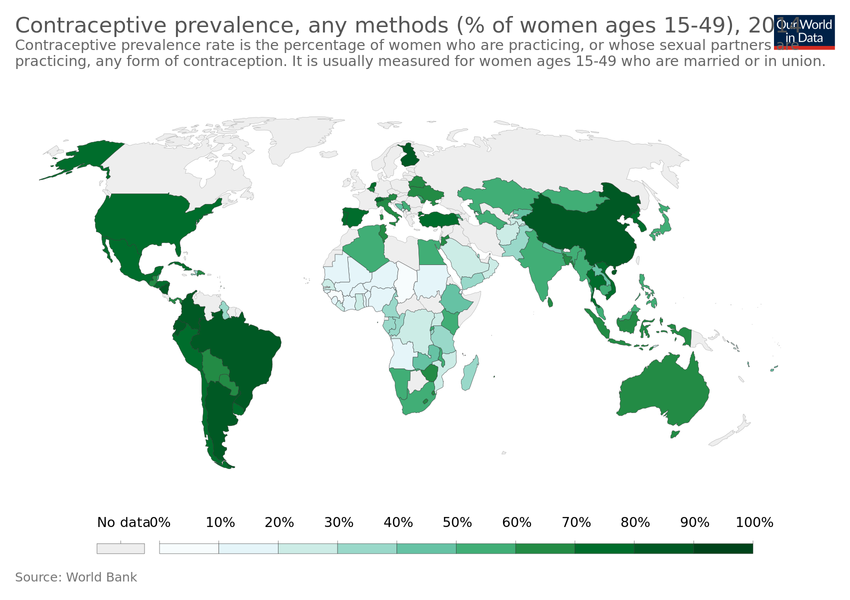 Contraceptive prevalence, any methods (% of women ages 15-49), 2014
Our World
in Data
Contraceptive prevalence rate is the percentage of women who are practicing, or whose sexual partners are
practicing, any form of contraception. It is usually measured for women ages 15-49 who are married or in union.
No data 0% 10% 20% 30% 40% 50% 60% 70% 80% 90% 100%
Source: World Bank